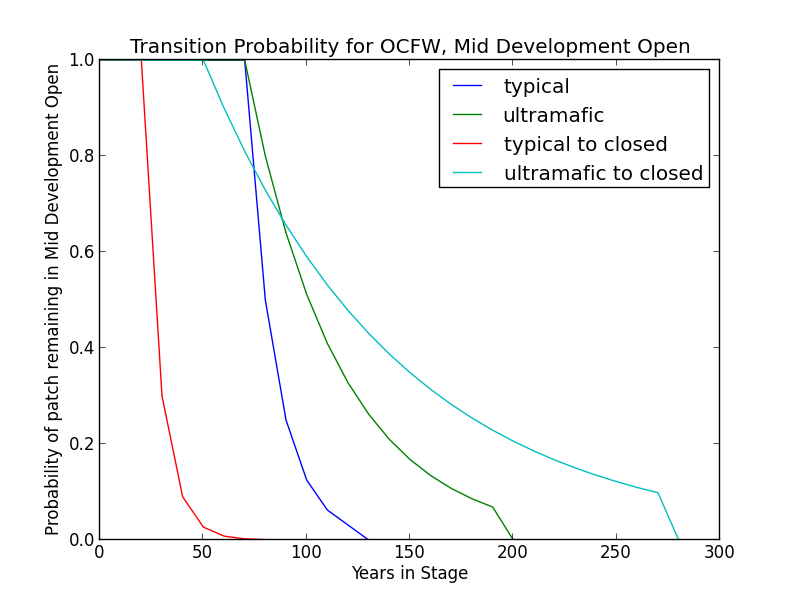 Transition Probability for OCFW, Mid Development Open
Probability of patch remaining in Mid Development Open
1.0
0.8
0.6
0.4
0.2
0.0
typical
ultramafic
typical to closed
ultramafic to closed
0
50
100
150
200
250
300
Years in Stage